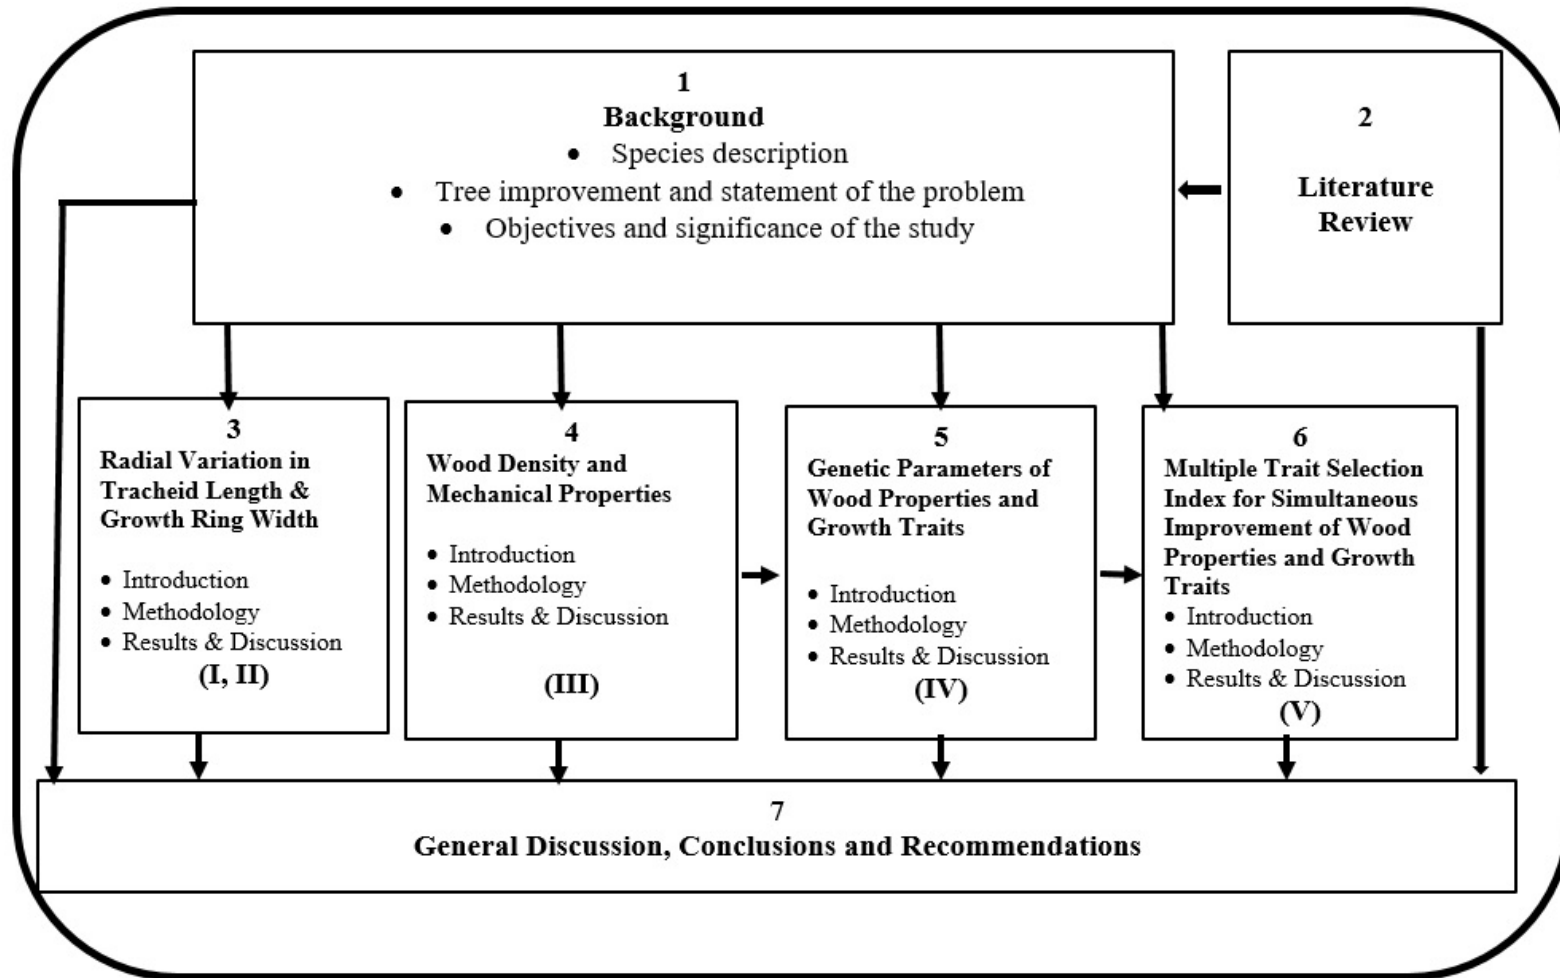 1
Background
• Species description
• Tree improvement and statement of the problem
• Objectives and significance of the study
2
Literature
Review
3
Radial Variation in
Tracheid Length &
Growth Ring Width
• Introduction
• Methodology
• Results & Discussion
(I, II)
4
Wood Density and
Mechanical Properties
• Introduction
• Methodology
• Results & Discussion
(III)
5
Genetic Parameters of
Wood Properties and
Growth Traits
• Introduction
• Methodology
• Results & Discussion
(IV)
6
Multiple Trait Selection
Index for Simultaneous
Improvement of Wood
Properties and Growth
Traits
• Introduction
• Methodology
• Results & Discussion
(V)
7
General Discussion, Conclusions and Recommendations